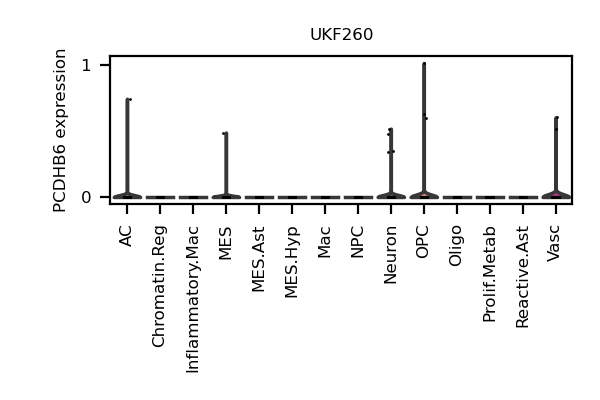 UKF260
PCDHB6 expression
1
0
AC
Chromatin.Reg
Inflammatory.Mac
MES
MES.Ast
MES.Hyp
Mac
NPC
Neuron
OPC
Oligo
Prolif.Metab
Reactive.Ast
Vasc